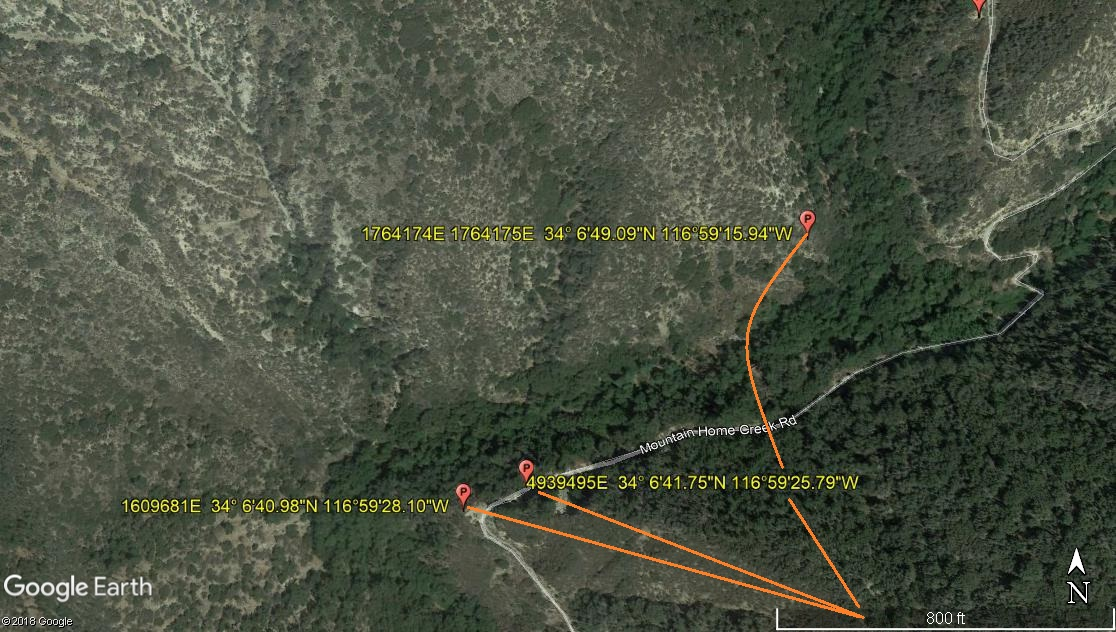 1764174E 1764175E 34° 6'49.09"N 116°59'15.94"W
Mountain Home Creek Rd
4939495E 34° 6'41.75"N 116°59'25.79"W
1609681E 34° 6'40.98"N 116°59'28.10"W
Google Earth
N
©2018 Google
800 ft
P
P
P